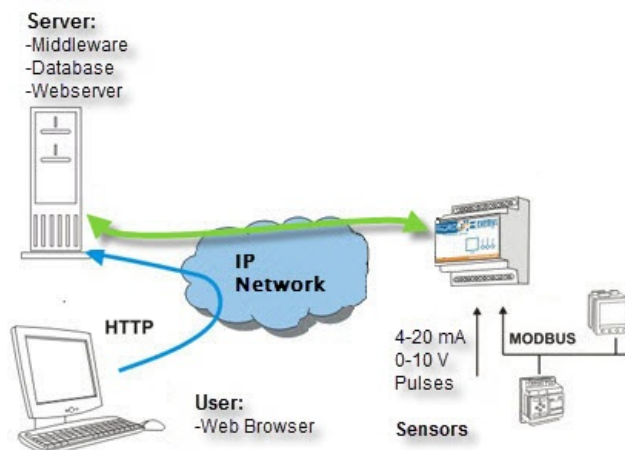 Server:
-Middleware
-Database
-Webserver
IP
Network
HTTP
User:
-Web Browser
4-20 mA
0-10 V
Pulses
MODBUS
Sensors